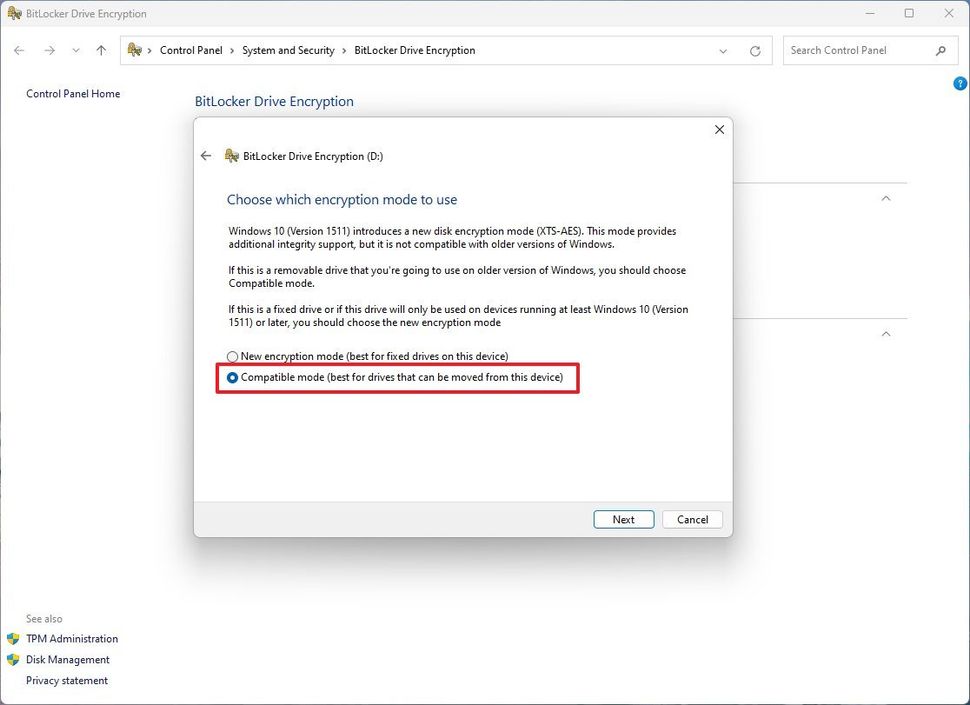 BitLocker Drive Encryption
Control Panel > System and Security > BitLocker Drive Encryption
Search Control Panel
?
Control Panel Home
BitLocker Drive Encryption
BitLocker Drive Encryption (D:)
Choose which encryption mode to use
Windows 10 (Version 1511) introduces a new disk encryption mode (XTS-AES). This mode provides
additional integrity support, but it is not compatible with older versions of Windows.
If this is a removable drive that you're going to use on older version of Windows, you should choose
Compatible mode.
If this is a fixed drive or if this drive will only be used on devices running at least Windows 10 (Version
1511) or later, you should choose the new encryption mode
New encryption mode (best for fixed drives on this device)
Compatible mode (best for drives that can be moved from this device)
Next
Cancel
See also
TPM Administration
Disk Management
Privacy statement